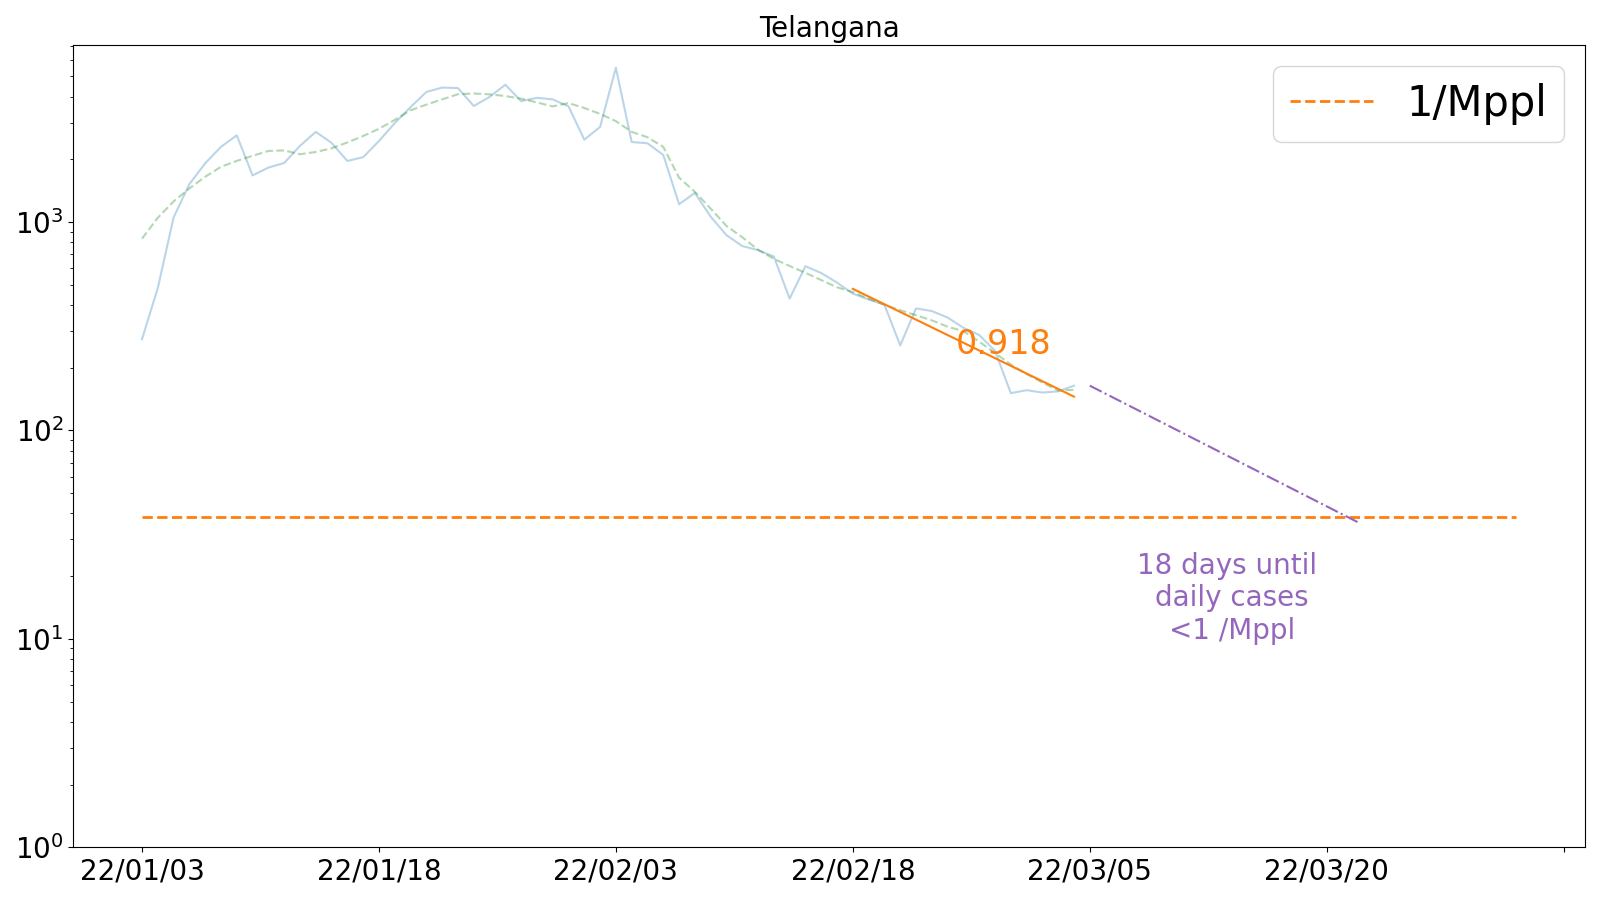 Telangana
1/Mppl
10³
0.918
10²
18 days until
daily cases
<1 /Mppl
10¹
10⁰
22/01/03 22/01/18 22/02/03 22/02/18 22/03/05 22/03/20